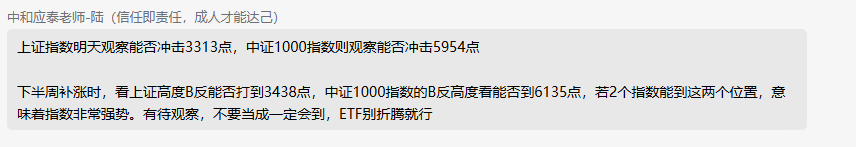 中和应泰老师-陆（信任即责任，成人才能达己）
上证指数明天观察能否冲击3313点，中证1000指数则观察能否冲击5954点
下半周补涨时，看上证高度B反能否打到3438点，中证1000指数的B反高度看能否到6135点，若2个指数能到这两个位置，意
味着指数非常强势。有待观察，不要当成一定会到，ETF别折腾就行